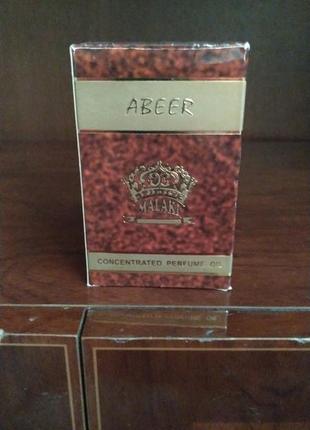 ABEER
MALAKI
CONCENTRATED PERFUME OIL